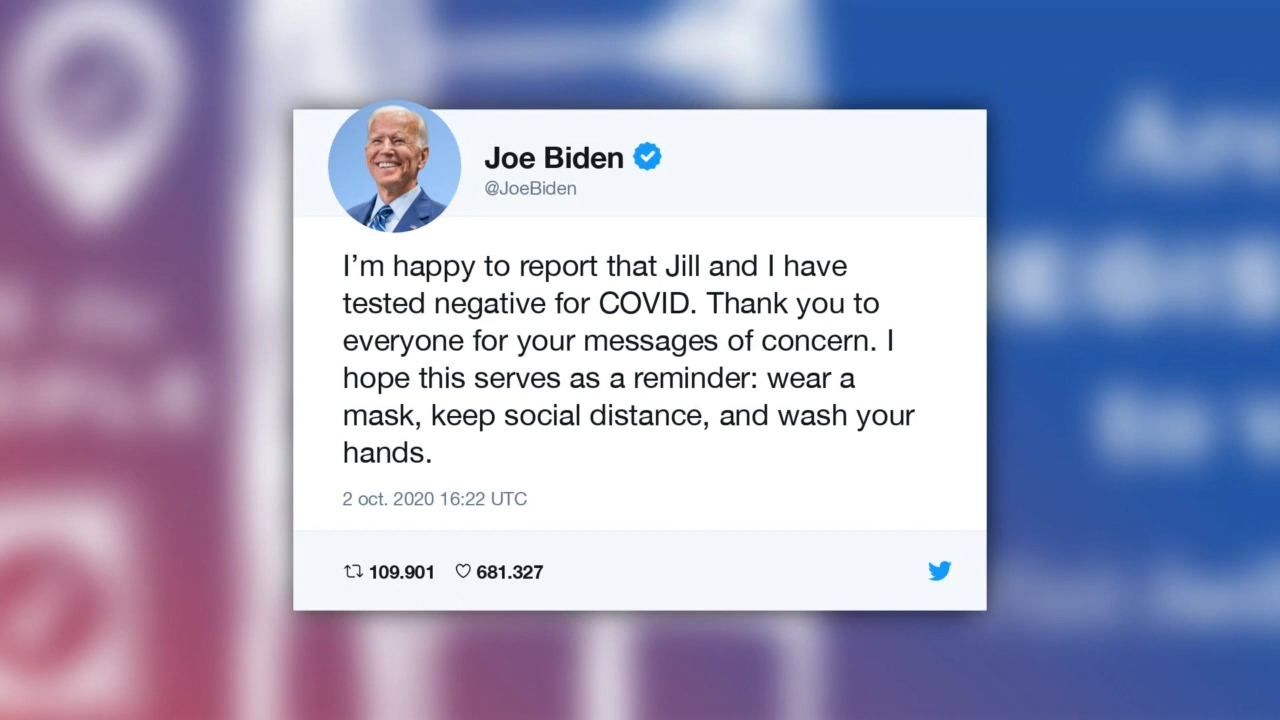 Joe Biden
@JoeBiden
I’m happy to report that Jill and I have
tested negative for COVID. Thank you to
everyone for your messages of concern. I
hope this serves as a reminder: wear a
mask, keep social distance, and wash your
hands.
2 oct. 2020 16:22 UTC
109.901 681.327